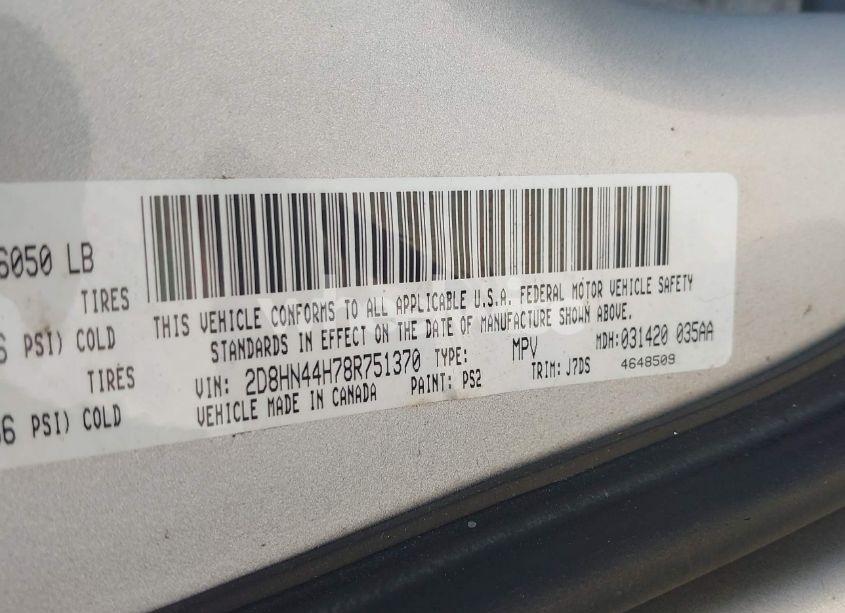 6050 LB
TIRES
6 PSI) COLD
TIRES
36 PSI) COLD
THIS VEHICLE CONFORMS TO ALL APPLICABLE U.S.A. FEDERAL MOTOR VEHICLE SAFETY
STANDARDS IN EFFECT ON THE DATE OF MANUFACTURE SHOWN ABOVE.
VIN: 2D8HN44H78R751370 TYPE: MPV MDH: 031420 035AA
VEHICLE MADE IN CANADA PAINT: PS2 TRIM: J7DS 4648509